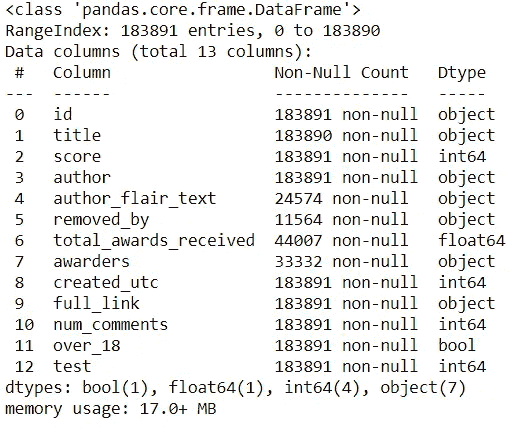 <class 'pandas.core.frame.DataFrame'>
RangeIndex: 183891 entries, 0 to 183890
Data columns (total 13 columns):
 #   Column                 Non-Null Count   Dtype
---  ------                 --------------   -----
 0   id                     183891 non-null  object
 1   title                  183890 non-null  object
 2   score                  183891 non-null  int64
 3   author                 183891 non-null  object
 4   author_flair_text      24574 non-null   object
 5   removed_by             11564 non-null   object
 6   total_awards_received  44007 non-null   float64
 7   awarders               33332 non-null   object
 8   created_utc            183891 non-null  int64
 9   full_link              183891 non-null  object
 10  num_comments           183891 non-null  int64
 11  over_18                183891 non-null  bool
 12  test                   183891 non-null  int64
dtypes: bool(1), float64(1), int64(4), object(7)
memory usage: 17.0+ MB